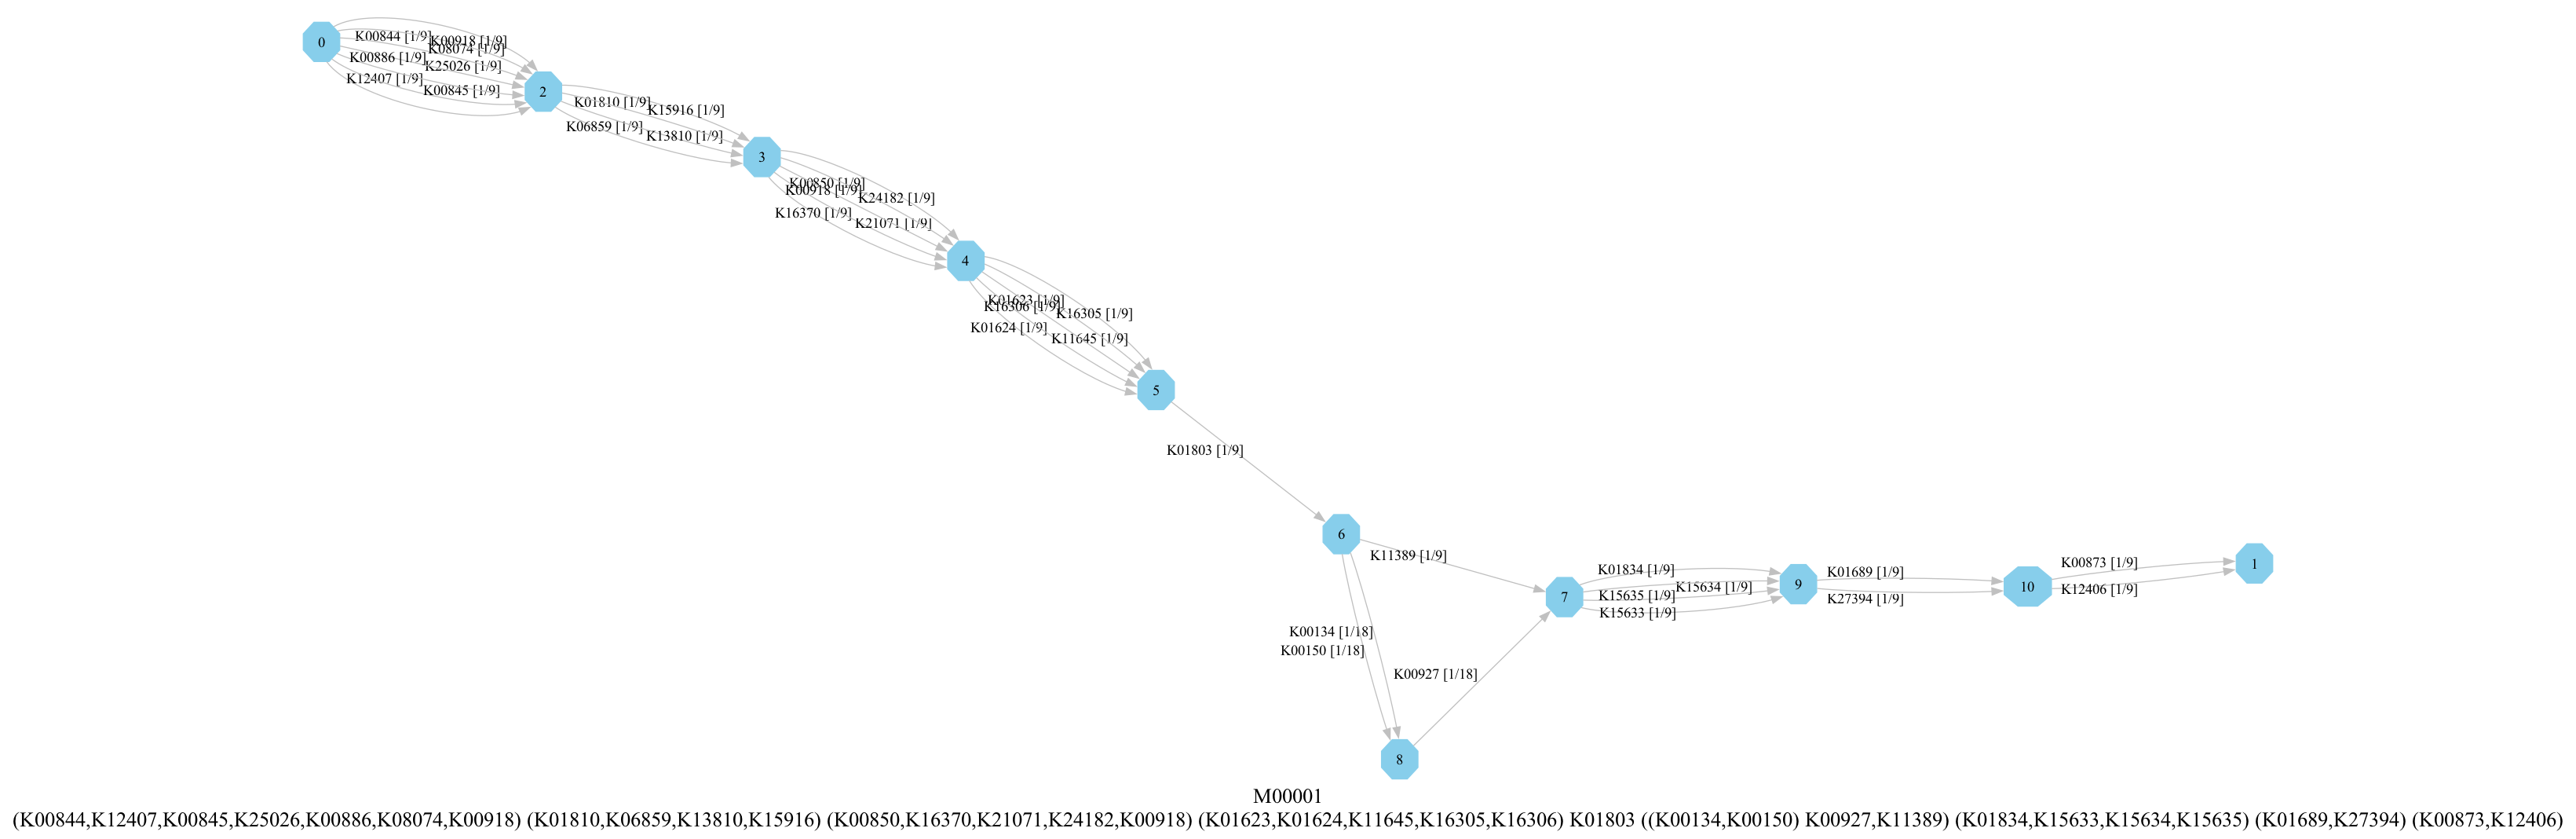 0
K00844 [1/9]
K00918 [1/9]
K08074 [1/9]
K00886 [1/9]
K25026 [1/9]
K12407 [1/9]
K00845 [1/9]
2
K01810 [1/9]
K15916 [1/9]
K06859 [1/9]
K13810 [1/9]
3
K00850 [1/9]
K00918 [1/9]
K24182 [1/9]
K16370 [1/9]
K21071 [1/9]
4
K01623 [1/9]
K16306 [1/9]
K16305 [1/9]
K01624 [1/9]
K11645 [1/9]
5
K01803 [1/9]
6
K11389 [1/9]
K00134 [1/18]
K00150 [1/18]
K00927 [1/18]
8
7
K01834 [1/9]
K15634 [1/9]
K15635 [1/9]
K15633 [1/9]
9
K01689 [1/9]
K27394 [1/9]
10
K00873 [1/9]
K12406 [1/9]
1
M00001
(K00844,K12407,K00845,K25026,K00886,K08074,K00918) (K01810,K06859,K13810,K15916) (K00850,K16370,K21071,K24182,K00918) (K01623,K01624,K11645,K16305,K16306) K01803 ((K00134,K00150) K00927,K11389) (K01834,K15633,K15634,K15635) (K01689,K27394) (K00873,K12406)